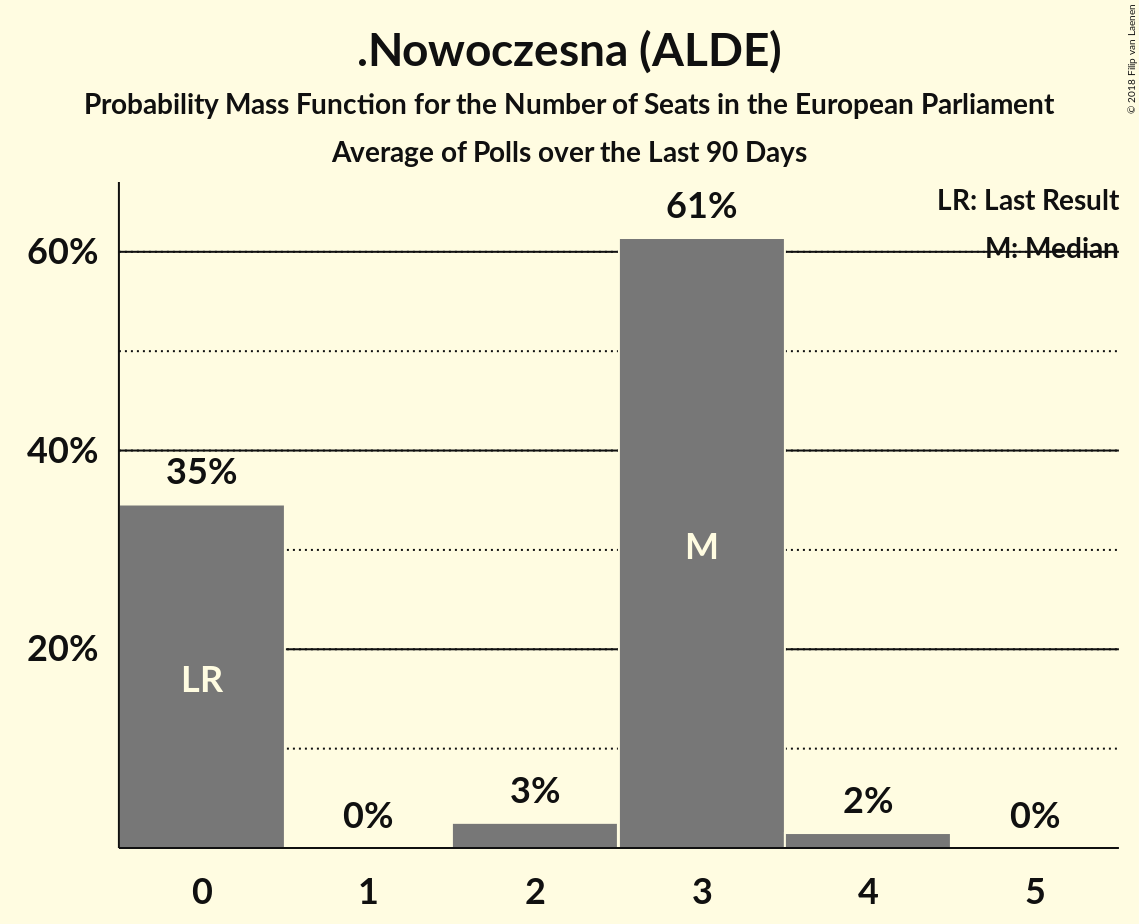 .Nowoczesna (ALDE)
Probability Mass Function for the Number of Seats in the European Parliament
Average of Polls over the Last 90 Days
© 2018 Filip van Laenen
LR: Last Result
M: Median
60%
40%
20%
35%
0%
3%
61%
2%
0%
LR
M
0 1 2 3 4 5